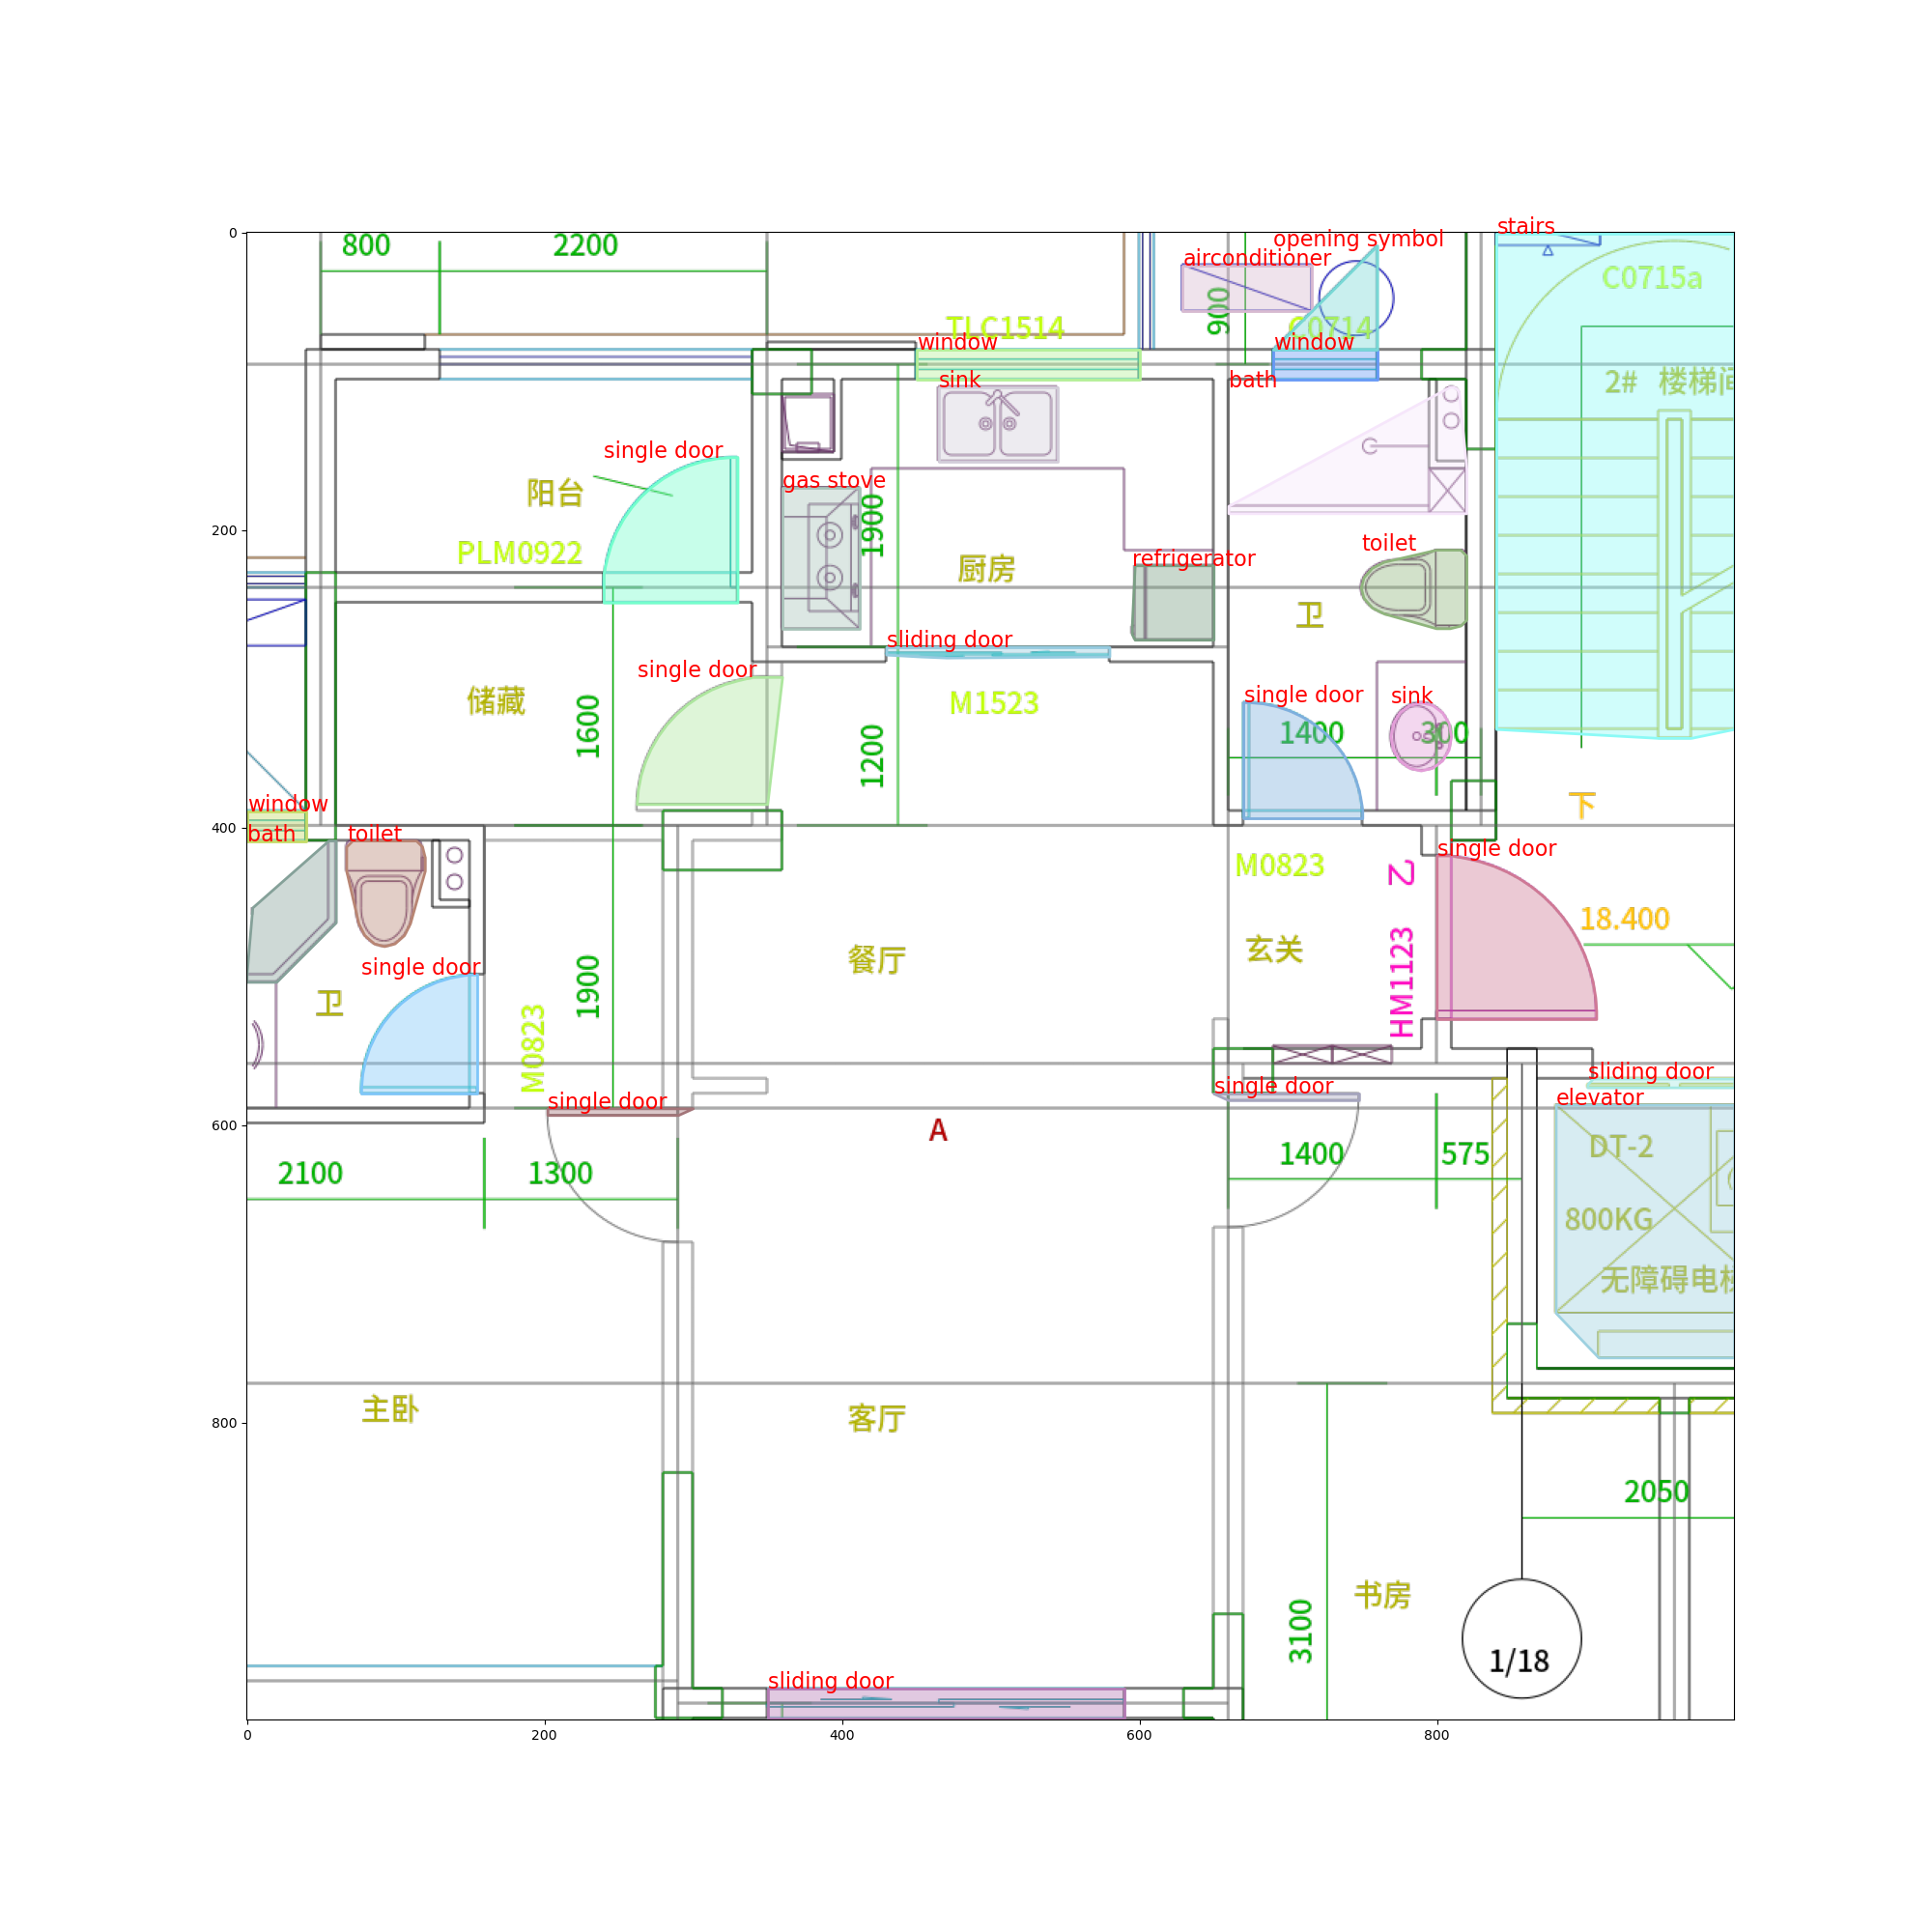 0
200
400
600
800
0
200
400
600
800
800
2200
stairs
opening symbol
airconditioner
C0715a
900
TLC1514
C0714
window
window
sink
bath
2# 楼梯间
single door
gas stove
阳台
1900
toilet
PLM0922
厨房
refrigerator
卫
sliding door
single door
储藏
M1523
single door
sink
1600
1200
1400
300
window
下
bath
toilet
single door
M0823
乙
18.400
餐厅
玄关
HM1123
single door
卫
1900
M0823
sliding door
single door
single door
elevator
A
DT-2
2100
1300
1400
575
800KG
无障碍电梯
主卧
客厅
2050
书房
3100
1/18
sliding door